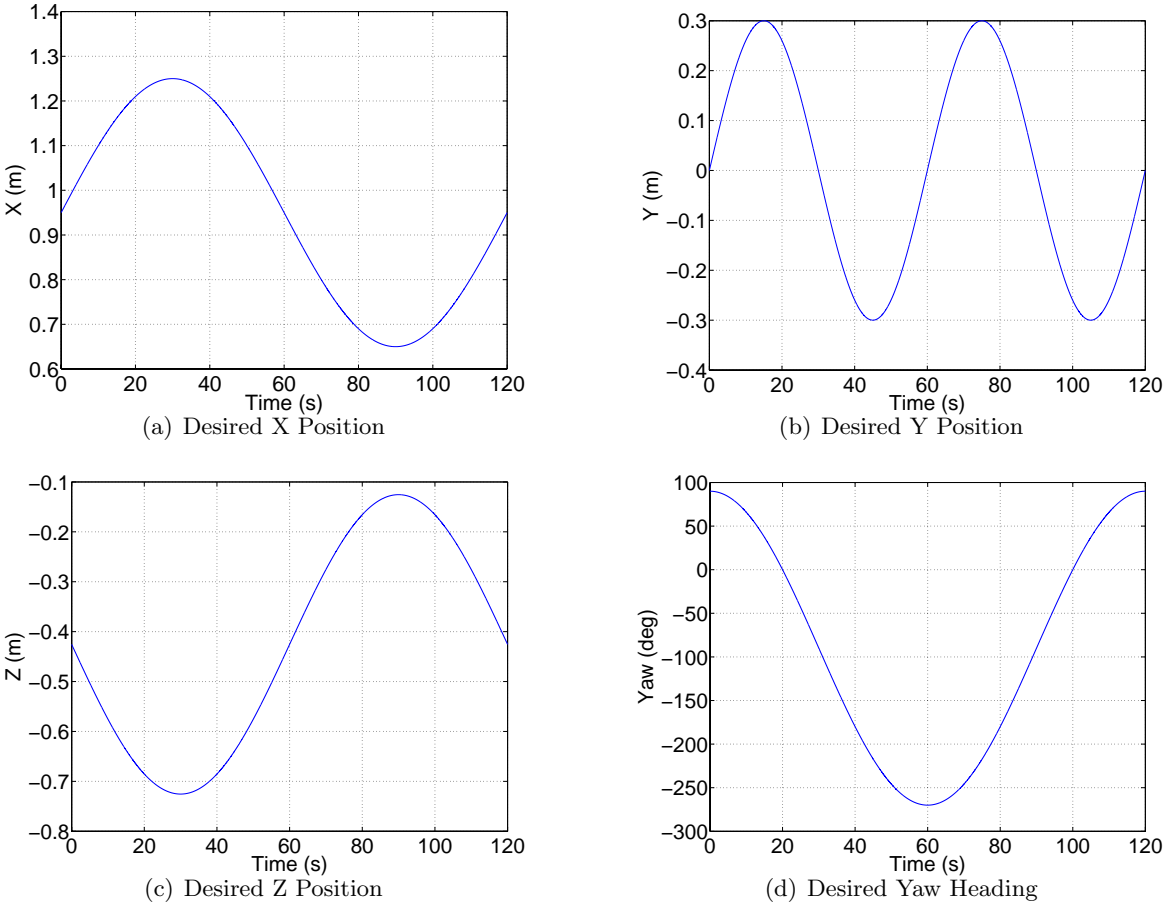 1.4
1.3
1.2
1.1
1
0.9
0.8
0.7
0.6
X (m)
0 20 40 60 80 100 120
Time (s)
(a) Desired X Position
0.3
0.2
0.1
0
−0.1
−0.2
−0.3
−0.4
Y (m)
0 20 40 60 80 100 120
Time (s)
(b) Desired Y Position
−0.1
−0.2
−0.3
−0.4
−0.5
−0.6
−0.7
−0.8
Z (m)
0 20 40 60 80 100 120
Time (s)
(c) Desired Z Position
100
50
0
−50
−100
−150
−200
−250
−300
Yaw (deg)
0 20 40 60 80 100 120
Time (s)
(d) Desired Yaw Heading